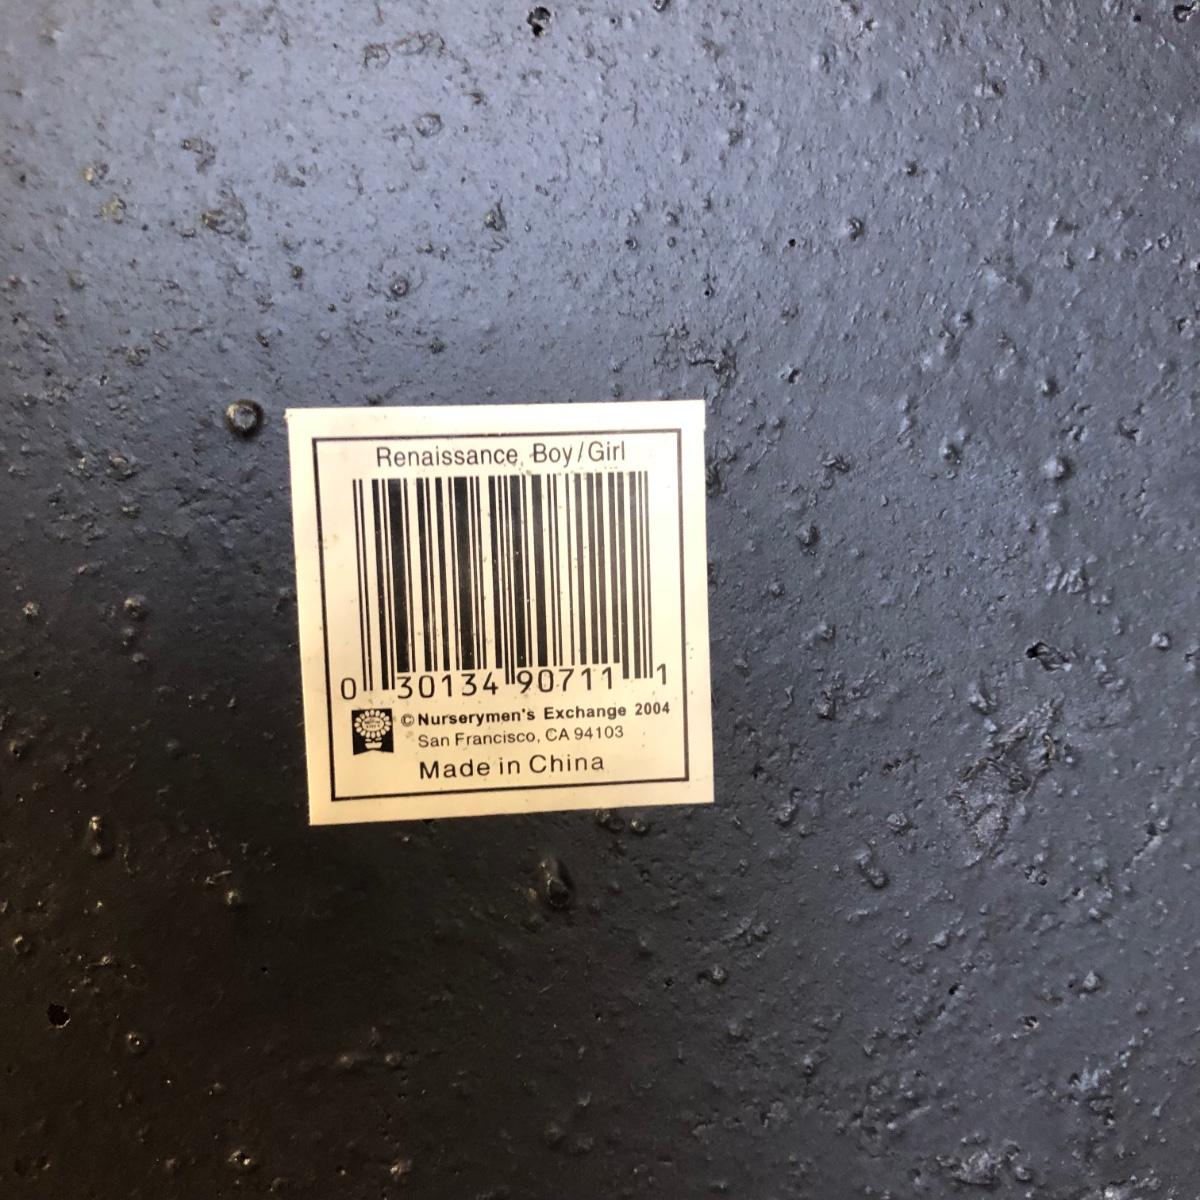 Renaissance Boy/Girl
0 30134 90711 1
© Nurserymen's Exchange 2004
San Francisco, CA 94103
Made in China